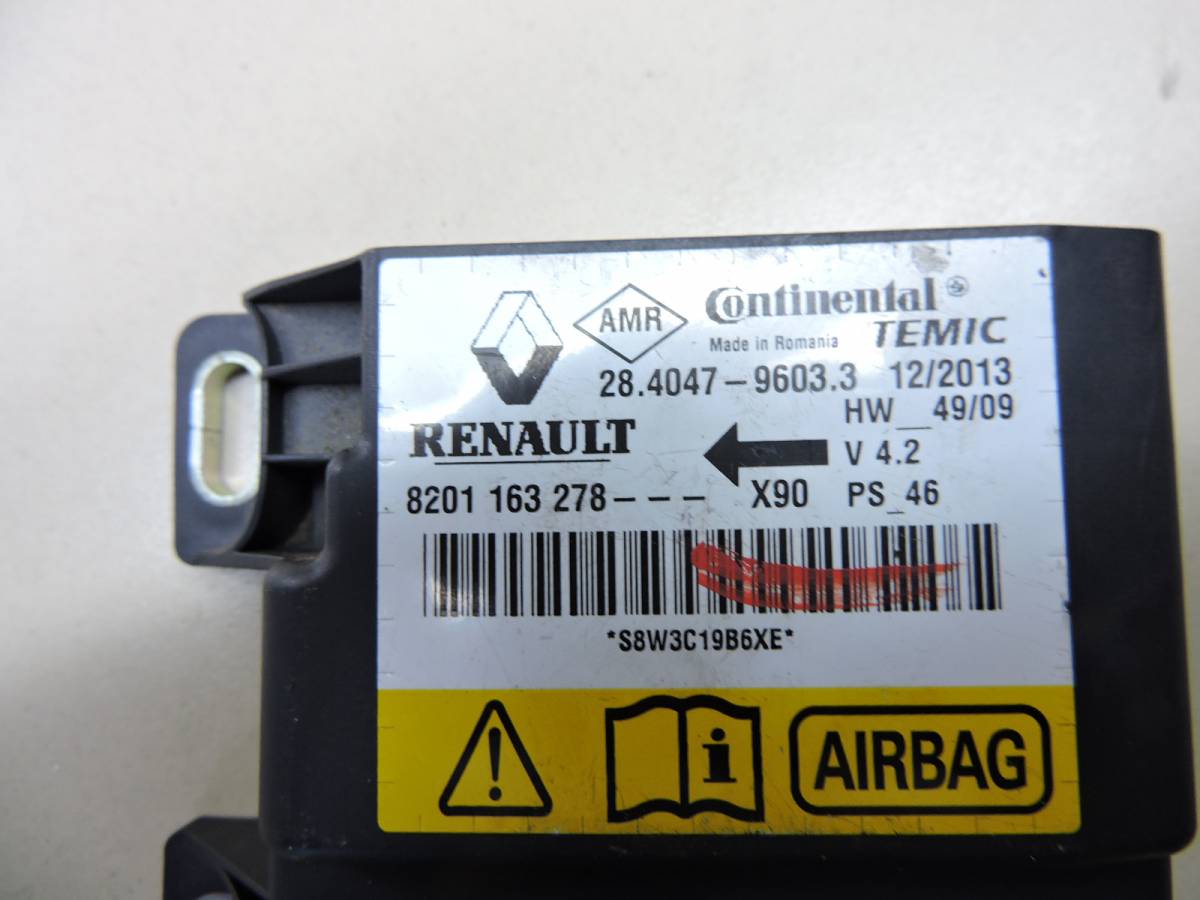 AMR
Continental®
Made in Romania TEMIC
28.4047-9603.3 12/2013
HW__49/09
RENAULT
V 4.2
8201 163 278--- X90 PS_46
*S8W3C19B6XE*
! i AIRBAG